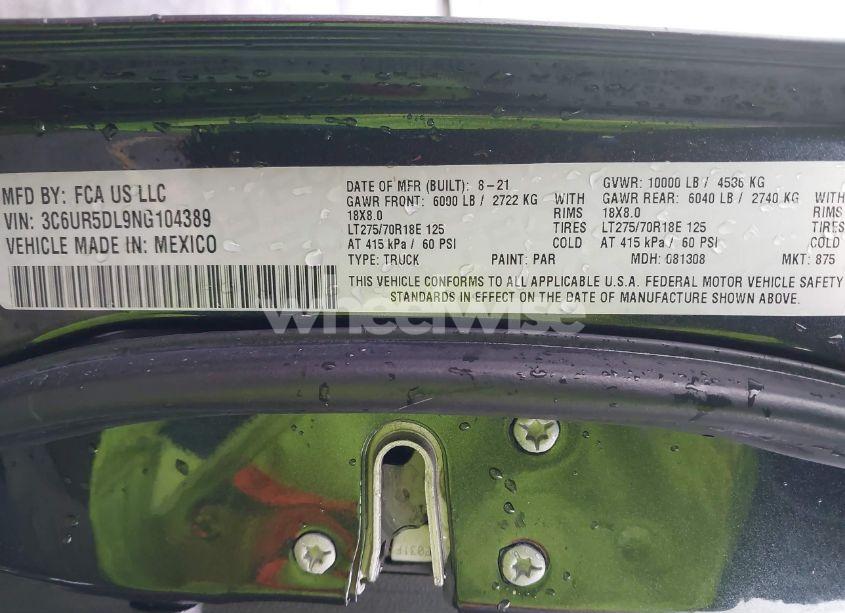 MFD BY: FCA US LLC
VIN: 3C6UR5DL9NG104389
VEHICLE MADE IN: MEXICO
DATE OF MFR (BUILT): 8-21 GVWR: 10000 LB / 4536 KG
GAWR FRONT: 6000 LB / 2722 KG WITH GAWR REAR: 6040 LB / 2740 KG WITH
18X8.0 RIMS 18X8.0 RIMS
LT275/70R18E 125 TIRES LT275/70R18E 125 TIRES
AT 415 kPa / 60 PSI COLD AT 415 kPa / 60 PSI COLD
TYPE: TRUCK PAINT: PAR MDH: 081308 MKT: 875
THIS VEHICLE CONFORMS TO ALL APPLICABLE U.S.A. FEDERAL MOTOR VEHICLE SAFETY
STANDARDS IN EFFECT ON THE DATE OF MANUFACTURE SHOWN ABOVE.
wheelwise